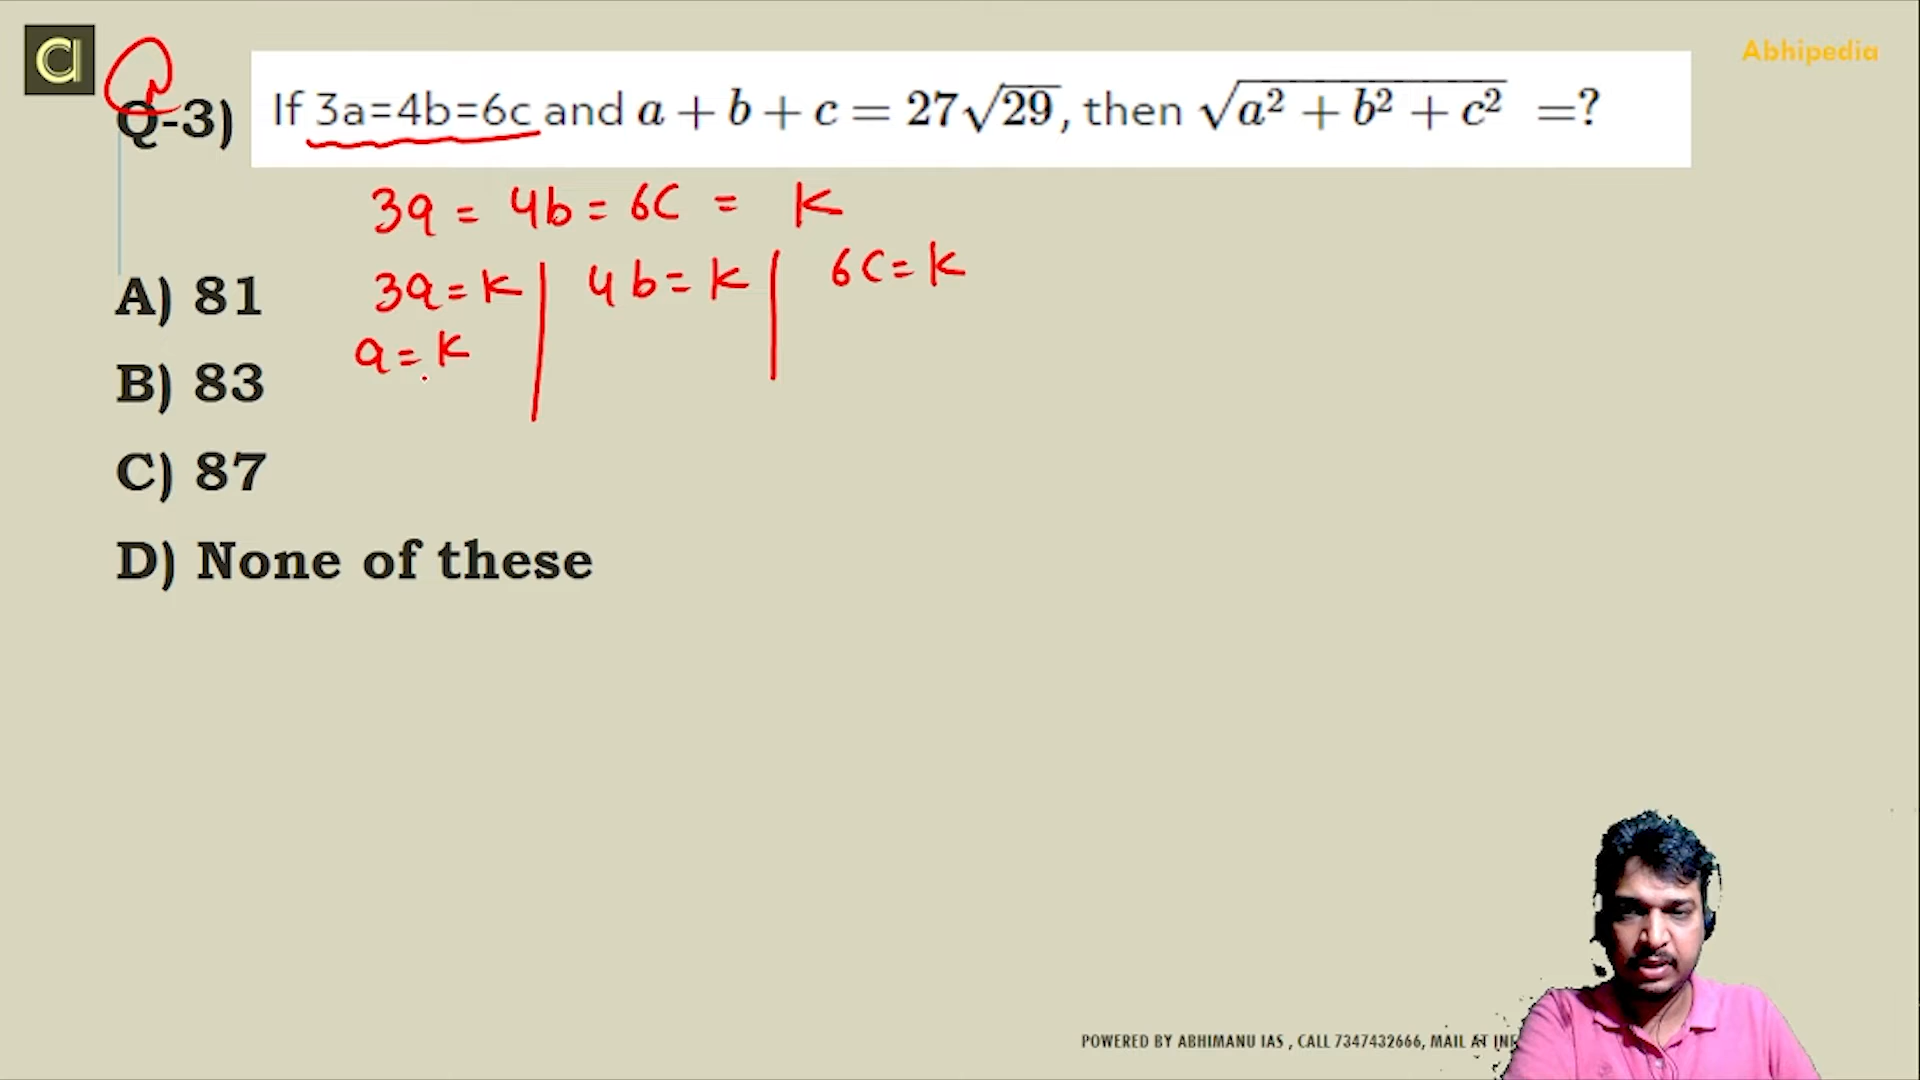 Abhipedia
Q-3) If 3a=4b=6c and a + b + c = 27√29, then √a² + b² + c² =?
3a = 4b = 6c = k
3a = k | 4b = k | 6c = k
a = k
A) 81
B) 83
C) 87
D) None of these
POWERED BY ABHIMANU IAS , CALL 7347432666, MAIL AT